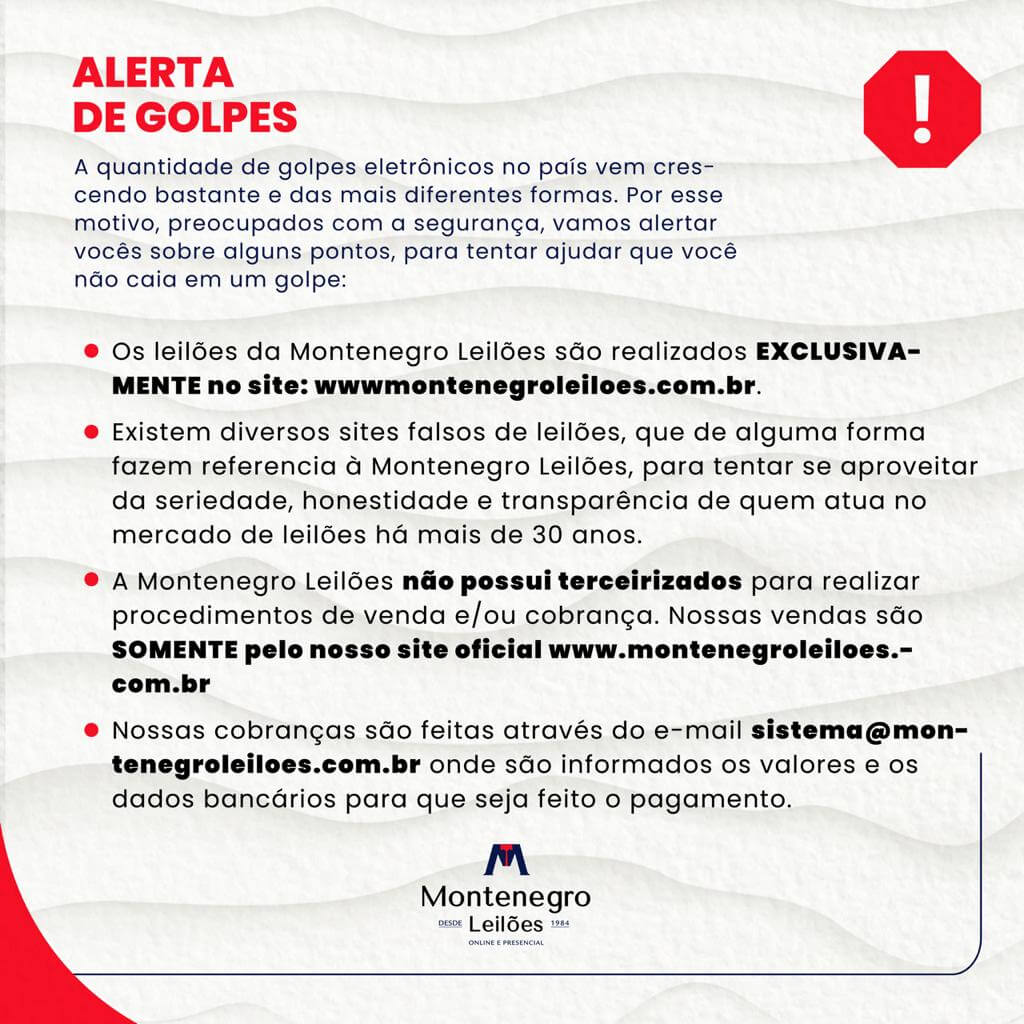 ALERTA
DE GOLPES
!
A quantidade de golpes eletrônicos no país vem cres-
cendo bastante e das mais diferentes formas. Por esse
motivo, preocupados com a segurança, vamos alertar
vocês sobre alguns pontos, para tentar ajudar que você
não caia em um golpe:
Os leilões da Montenegro Leilões são realizados EXCLUSIVA-
MENTE no site: wwwmontenegroleiloes.com.br.
Existem diversos sites falsos de leilões, que de alguma forma
fazem referencia à Montenegro Leilões, para tentar se aproveitar
da seriedade, honestidade e transparência de quem atua no
mercado de leilões há mais de 30 anos.
A Montenegro Leilões não possui terceirizados para realizar
procedimentos de venda e/ou cobrança. Nossas vendas são
SOMENTE pelo nosso site oficial www.montenegroleiloes.-
com.br
Nossas cobranças são feitas através do e-mail sistema@mon-
tenegroleiloes.com.br onde são informados os valores e os
dados bancários para que seja feito o pagamento.
Montenegro
DESDE Leilões 1984
ONLINE E PRESENCIAL